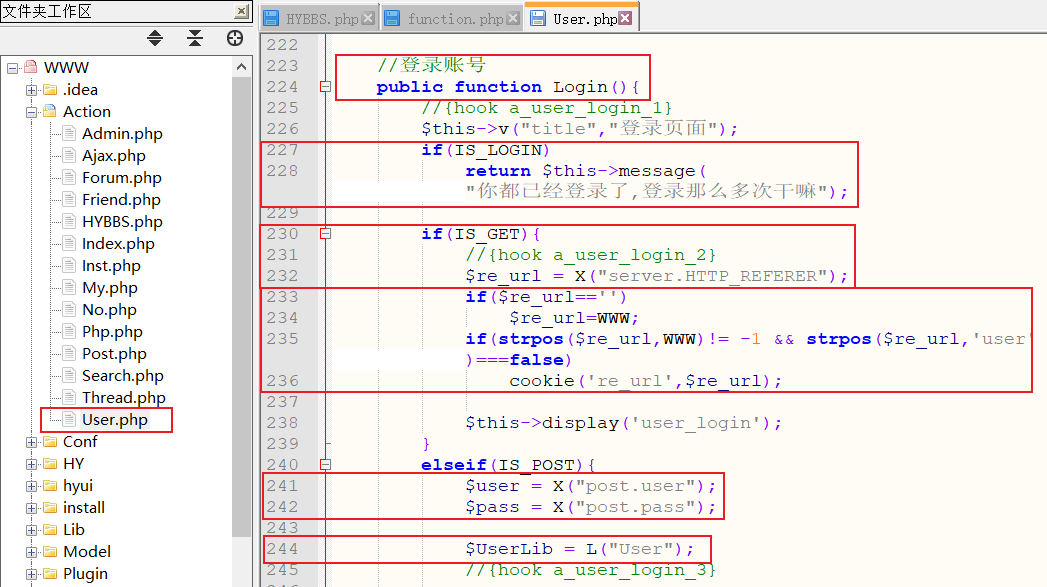 文件夹工作区
HYBBS.php
function.php
User.php
WWW
.idea
Action
Admin.php
Ajax.php
Forum.php
Friend.php
HYBBS.php
Index.php
Inst.php
My.php
No.php
Php.php
Post.php
Search.php
Thread.php
User.php
Conf
HY
hyui
install
Lib
Model
Plugin
222
223 //登录账号
224 public function Login(){
225 //{hook a_user_login_1}
226 $this->v("title","登录页面");
227 if(IS_LOGIN)
228 return $this->message(
"你都已经登录了,登录那么多次干嘛");
229
230 if(IS_GET){
231 //{hook a_user_login_2}
232 $re_url = X("server.HTTP_REFERER");
233 if($re_url=='')
234 $re_url=WWW;
235 if(strpos($re_url,WWW)!= -1 && strpos($re_url,'user'
)===false)
236 cookie('re_url',$re_url);
237
238 $this->display('user_login');
239 }
240 elseif(IS_POST){
241 $user = X("post.user");
242 $pass = X("post.pass");
243
244 $UserLib = L("User");
245 //{hook a_user_login_3}